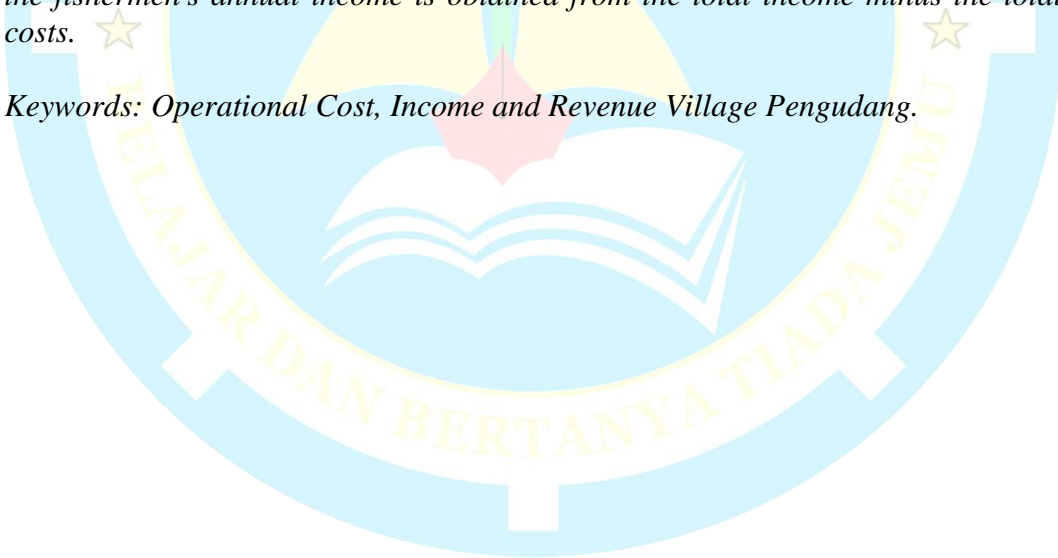 the fishermen's annual income is obtained from the total income minus the total
costs.
Keywords: Operational Cost, Income and Revenue Village Pengudang.
BELAJAR DAN BERTANYA TIADA JEMU